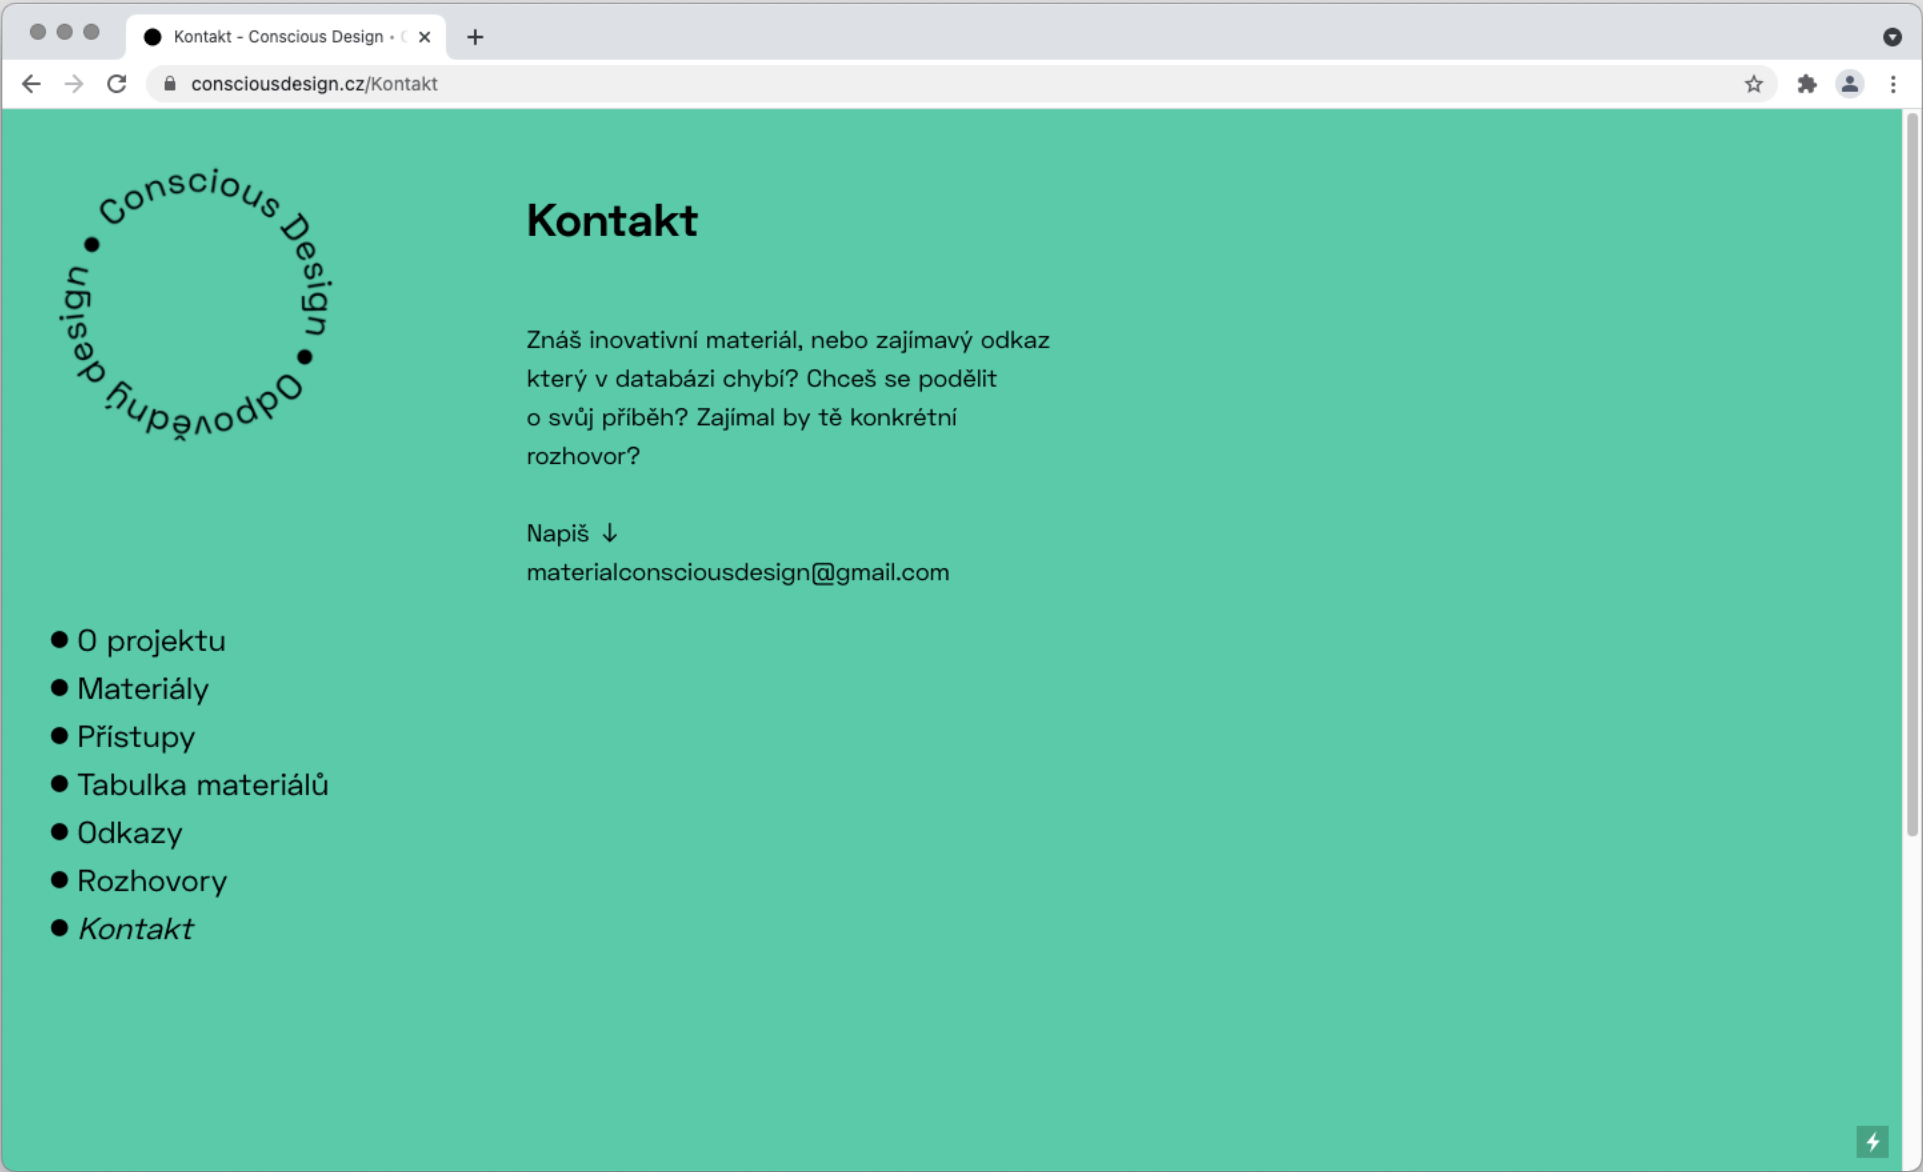 Kontakt - Conscious Design •
consciousdesign.cz/Kontakt
Conscious Design • Odpovědný design •
Kontakt
Znáš inovativní materiál, nebo zajímavý odkaz
který v databázi chybí? Chceš se podělit
o svůj příběh? Zajímal by tě konkrétní
rozhovor?
Napiš ↓
materialconsciousdesign@gmail.com
● O projektu
● Materiály
● Přístupy
● Tabulka materiálů
● Odkazy
● Rozhovory
● Kontakt